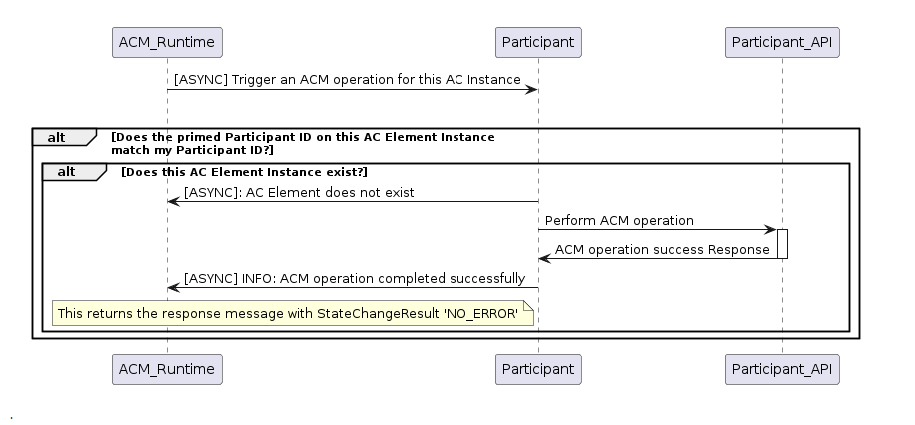 ACM_Runtime
Participant
Participant_API
[ASYNC] Trigger an ACM operation for this AC Instance
alt
[Does the primed Participant ID on this AC Element Instance
match my Participant ID?]
alt
[Does this AC Element Instance exist?]
[ASYNC]: AC Element does not exist
Perform ACM operation
ACM operation success Response
[ASYNC] INFO: ACM operation completed successfully
This returns the response message with StateChangeResult 'NO_ERROR'
ACM_Runtime
Participant
Participant_API
.